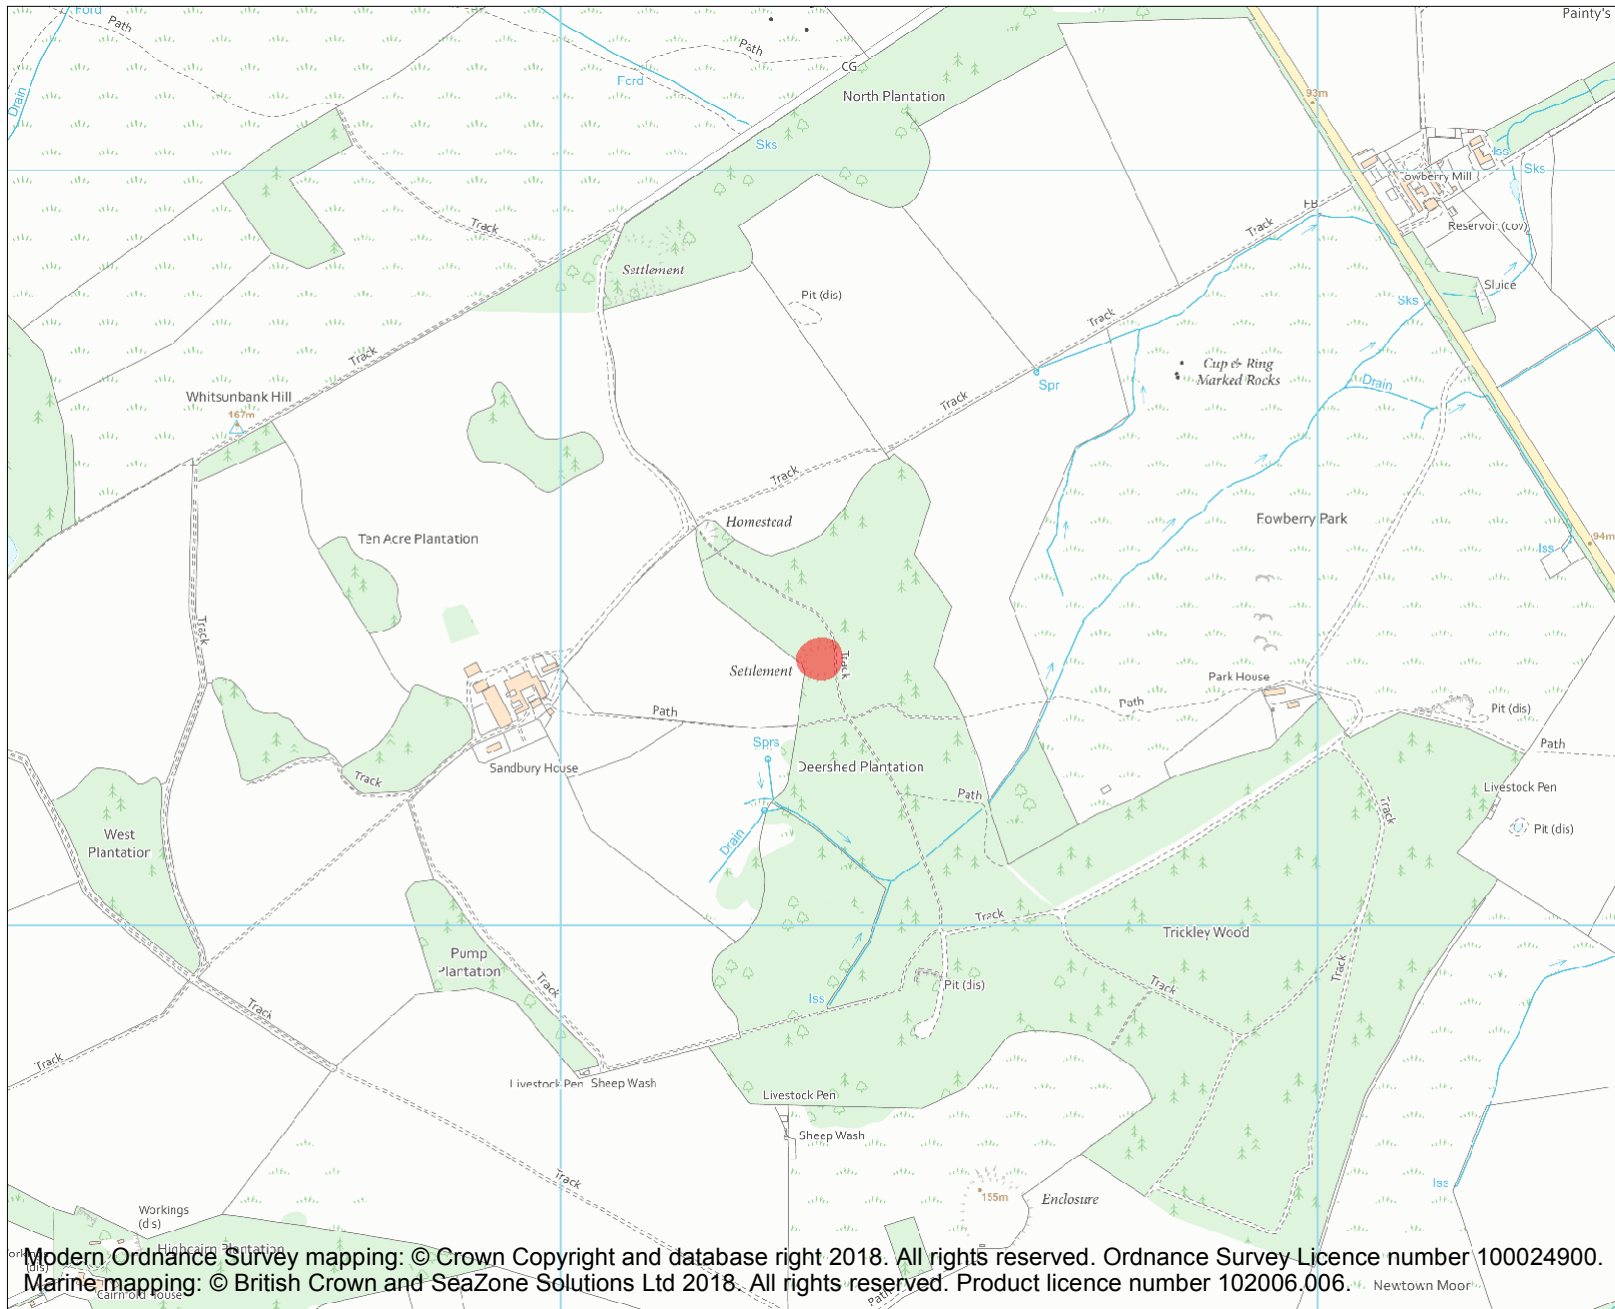 Ford
Path
Painty's
Path
CG
Ford
North Plantation
93m
Drain
Sks
Iss
Sks
Fowberry Mill
FB
Track
Track
Reservoir (cov)
Settlement
Pit (dis)
Sluice
Sks
Track
Track
Cup & Ring
Marked Rocks
Spr
Drain
Whitsunbank Hill
167m
Track
Track
Homestead
Fowberry Park
Ten Acre Plantation
94m
Iss
Track
Track
Settlement
Park House
Path
Path
Pit (dis)
Path
Sprs
Deershed Plantation
Sandbury House
Track
Path
Livestock Pen
Track
Pit (dis)
West
Plantation
Drain
Track
Trickley Wood
Pump
Plantation
Track
Pit (dis)
Track
Track
Iss
Track
Track
Livestock Pen
Sheep Wash
Livestock Pen
Sheep Wash
Track
Iss
155m
Enclosure
Workings
(dis)
Highcairn Plantation
(dis)
Modern Ordnance Survey mapping: © Crown Copyright and database right 2018. All rights reserved. Ordnance Survey Licence number 100024900.
Marine mapping: © British Crown and SeaZone Solutions Ltd 2018. All rights reserved. Product licence number 102006.006.
Newtown Moor
Path